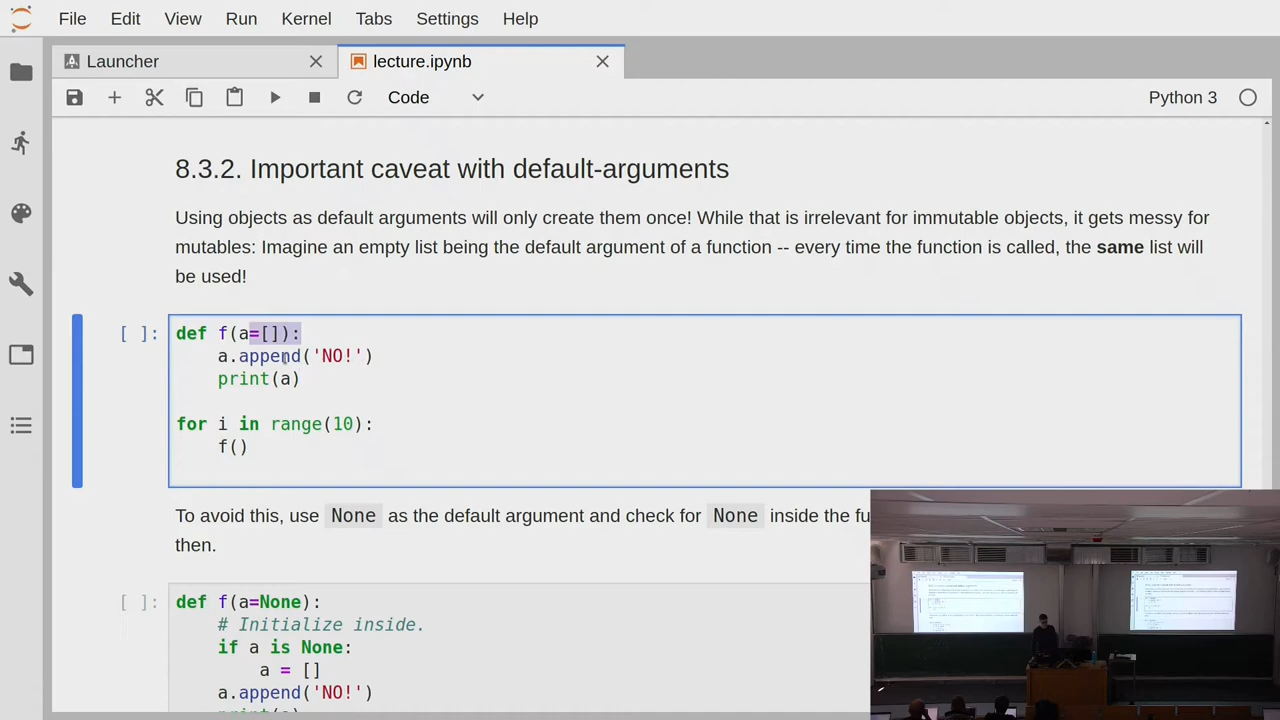 File Edit View Run Kernel Tabs Settings Help
Launcher lecture.ipynb
Code Python 3
8.3.2. Important caveat with default-arguments
Using objects as default arguments will only create them once! While that is irrelevant for immutable objects, it gets messy for
mutables: Imagine an empty list being the default argument of a function -- every time the function is called, the same list will
be used!
[ ]: def f(a=[]):
a.append('NO!')
print(a)
for i in range(10):
f()
To avoid this, use None as the default argument and check for None inside the
then.
[ ]: def f(a=None):
# Initialize inside.
if a is None:
a = []
a.append('NO!')
print(a)